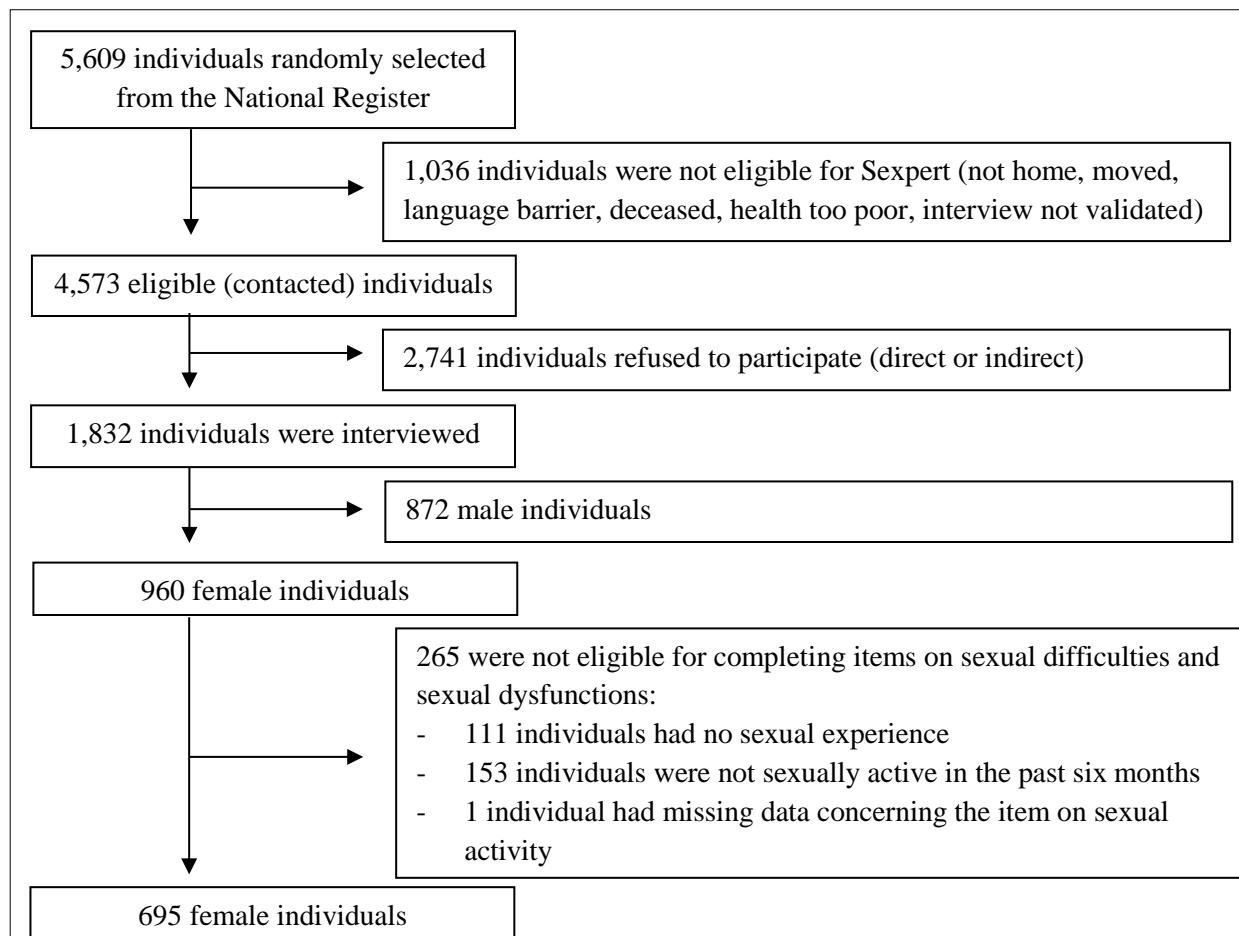 5,609 individuals randomly selected
from the National Register
1,036 individuals were not eligible for Sexpert (not home, moved,
language barrier, deceased, health too poor, interview not validated)
4,573 eligible (contacted) individuals
2,741 individuals refused to participate (direct or indirect)
1,832 individuals were interviewed
872 male individuals
960 female individuals
265 were not eligible for completing items on sexual difficulties and
sexual dysfunctions:
- 111 individuals had no sexual experience
- 153 individuals were not sexually active in the past six months
- 1 individual had missing data concerning the item on sexual
activity
695 female individuals